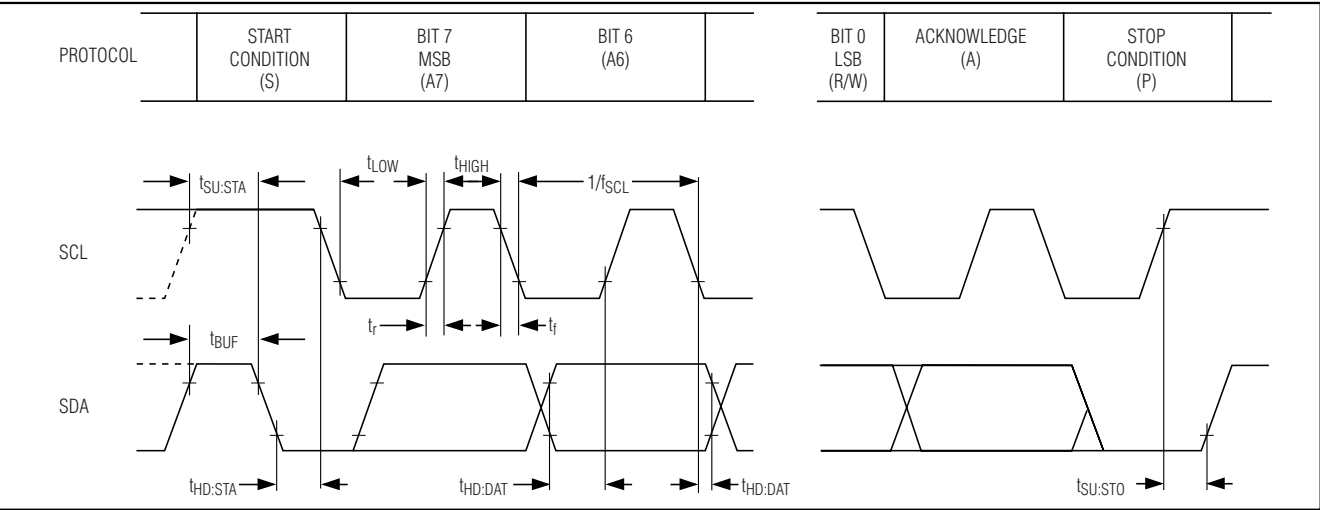 PROTOCOL
START
CONDITION
(S)
BIT 7
MSB
(A7)
BIT 6
(A6)
BIT 0
LSB
(R/W)
ACKNOWLEDGE
(A)
STOP
CONDITION
(P)
tSU:STA
tLOW
tHIGH
1/fSCL
SCL
tBUF
tr
tf
SDA
tHD:STA
tHD:DAT
tHD:DAT
tSU:STO